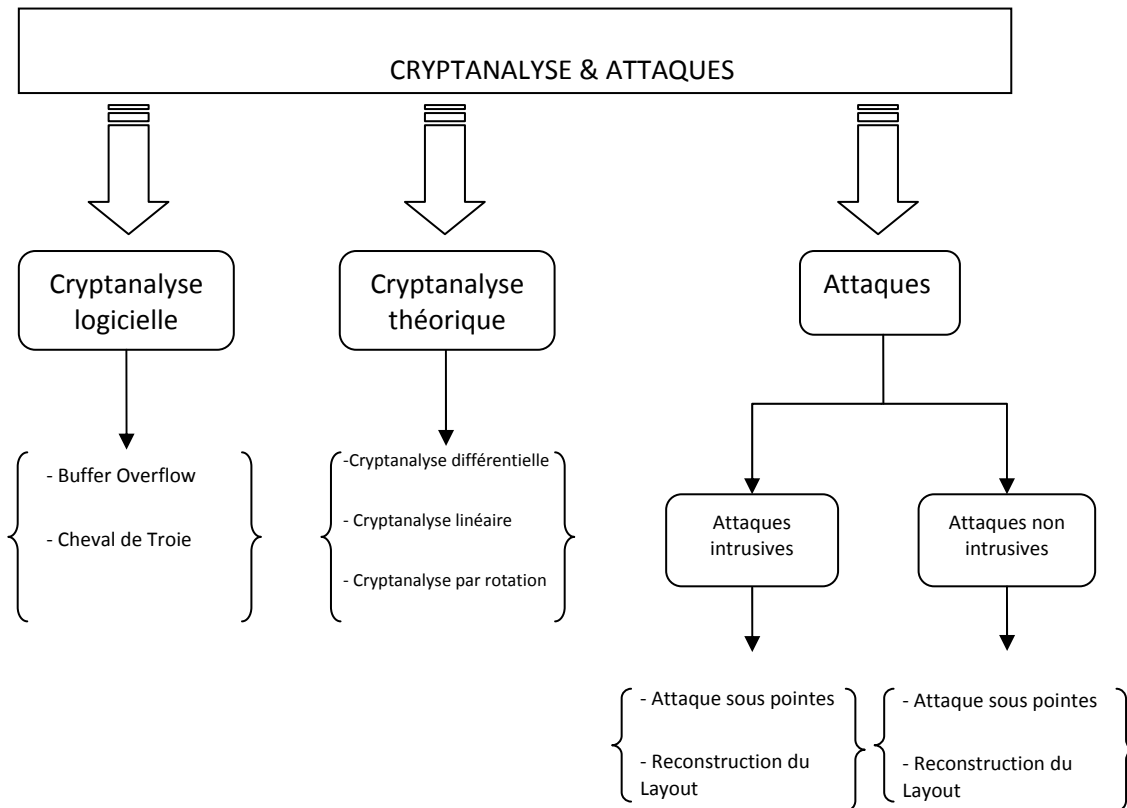 CRYPTANALYSE & ATTAQUES
Cryptanalyse
logicielle
Cryptanalyse
théorique
Attaques
- Buffer Overflow
- Cheval de Troie
-Cryptanalyse différentielle
- Cryptanalyse linéaire
- Cryptanalyse par rotation
Attaques
intrusives
Attaques non
intrusives
- Attaque sous pointes
- Reconstruction du
Layout
- Attaque sous pointes
- Reconstruction du
Layout